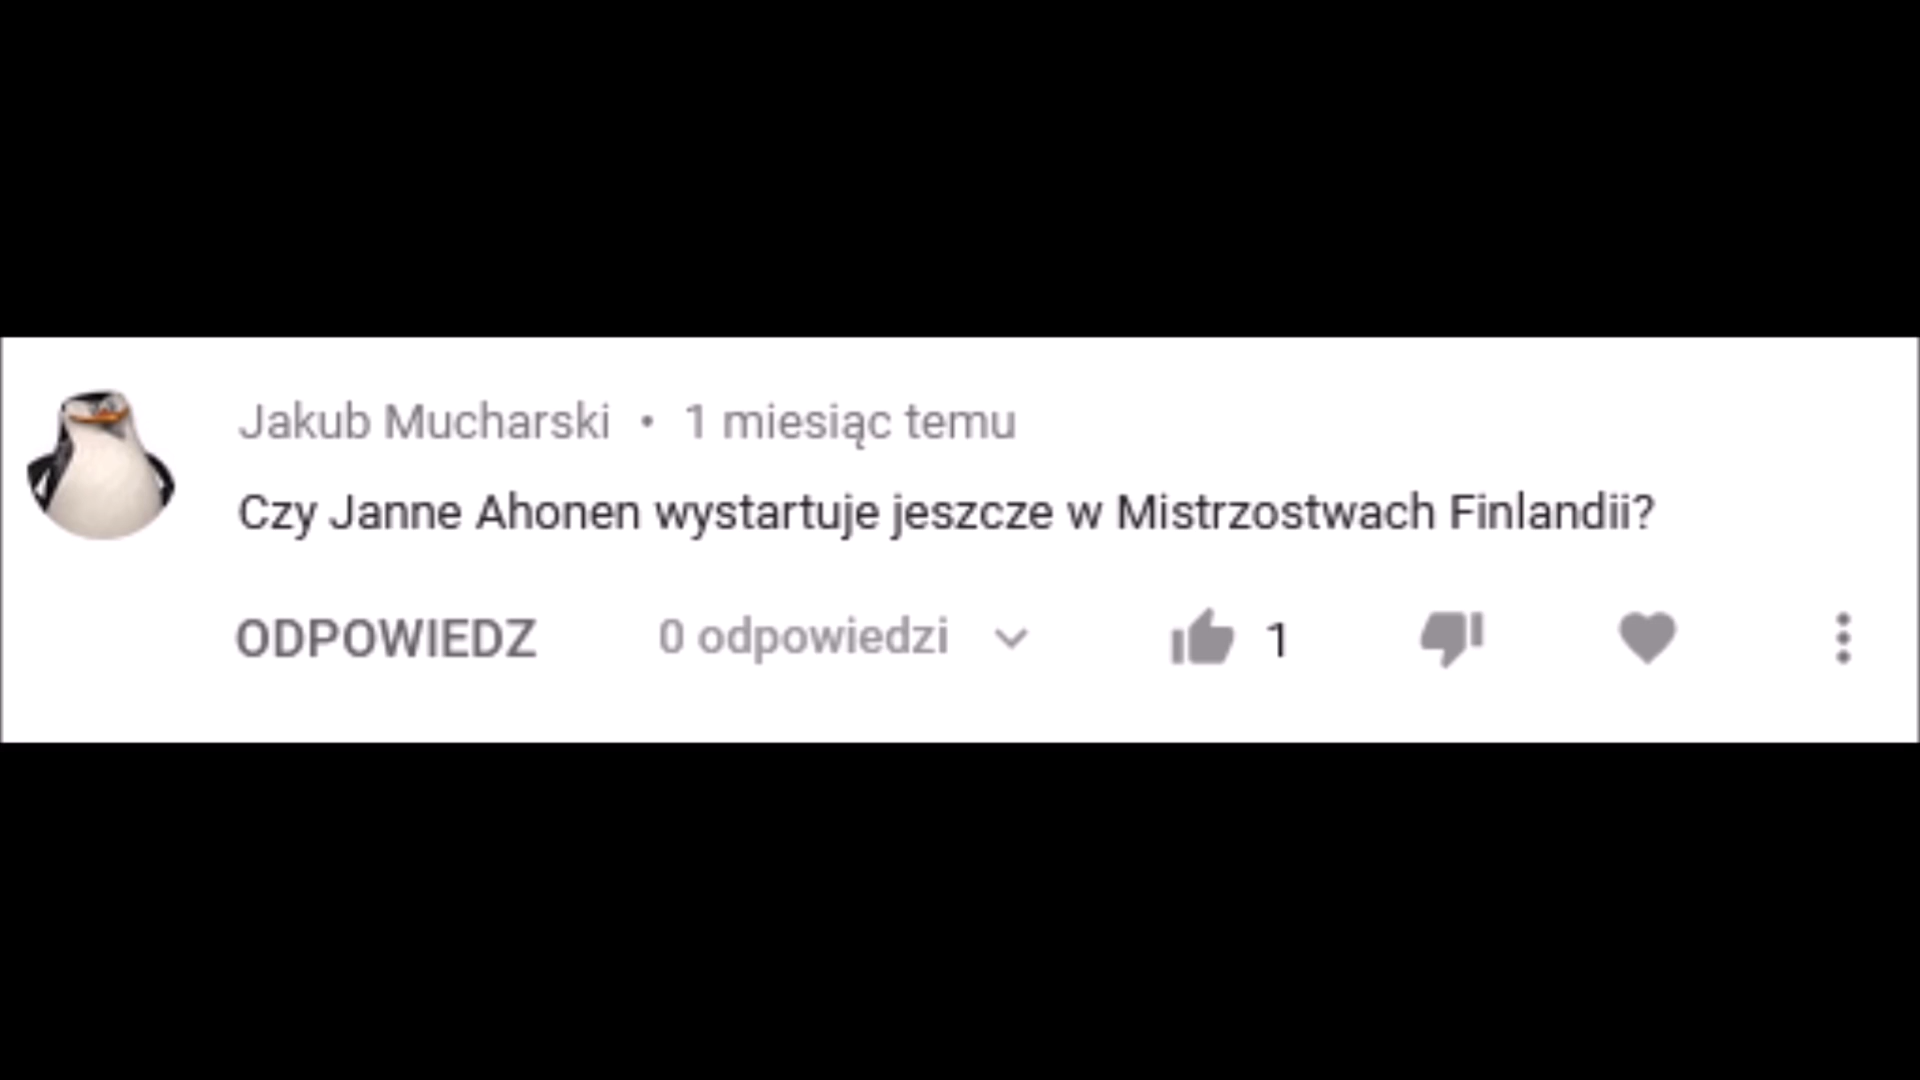 Jakub Mucharski • 1 miesiąc temu
Czy Janne Ahonen wystartuje jeszcze w Mistrzostwach Finlandii?
ODPOWIEDZ 0 odpowiedzi 1